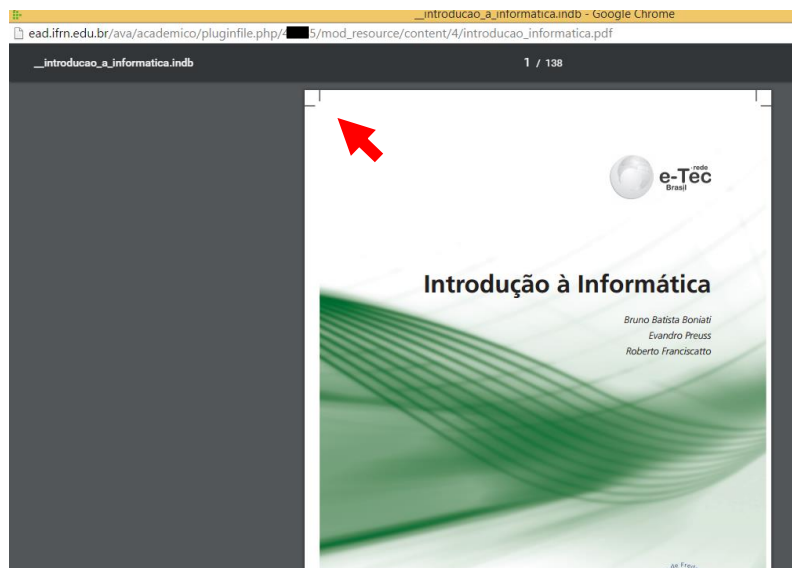 __introducao_a_informatica.indb - Google Chrome
ead.ifrn.edu.br/ava/academico/pluginfile.php/4 5/mod_resource/content/4/introducao_informatica.pdf
__introducao_a_informatica.indb 1 / 138
rede
e-Tec
Brasil
Introdução à Informática
Bruno Batista Boniati
Evandro Preuss
Roberto Franciscatto